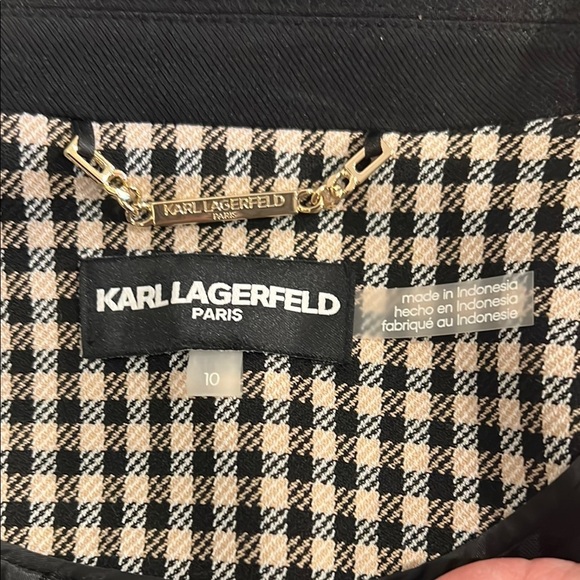 KARL LAGERFELD
PARIS
KARL LAGERFELD
PARIS
made in Indonesia
hecho en Indonesia
fabriqué au Indonesie
10